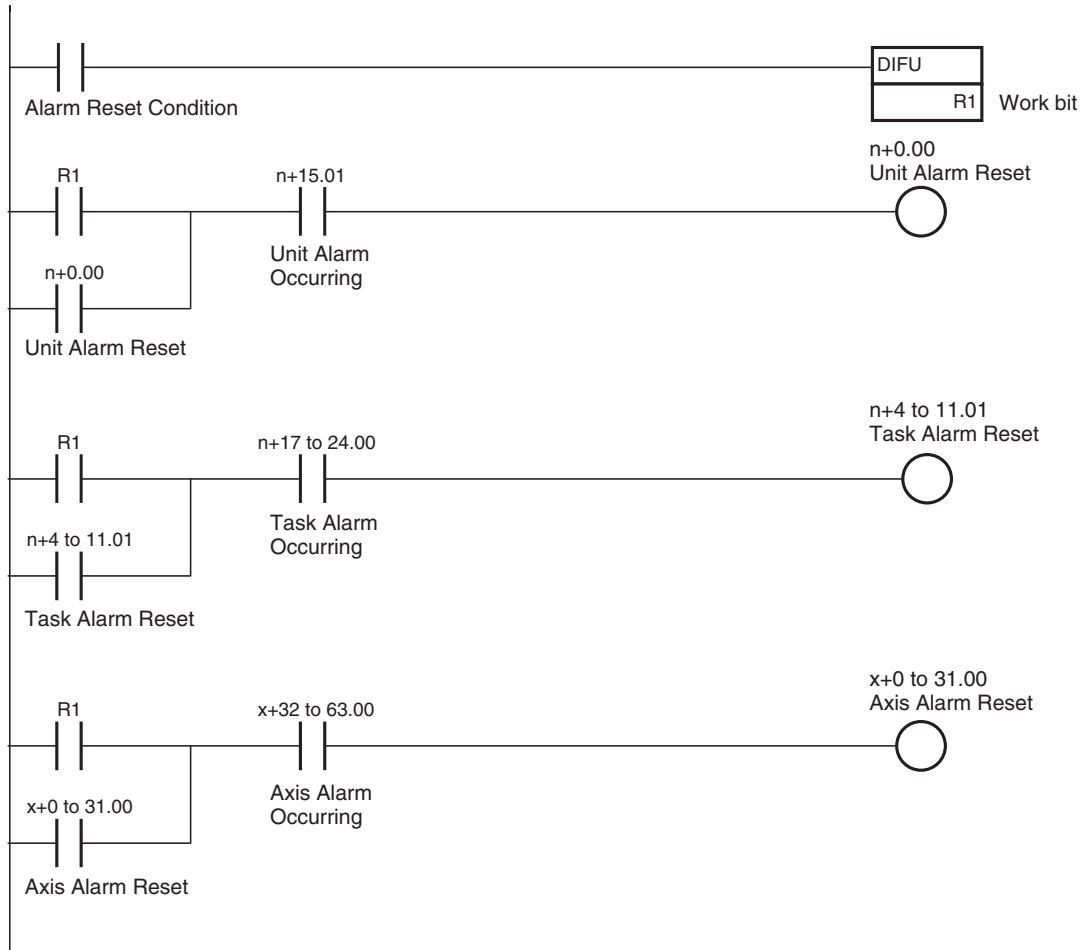 DIFU
Alarm Reset Condition
R1 Work bit
n+0.00
Unit Alarm Reset
R1
n+15.01
Unit Alarm
Occurring
n+0.00
Unit Alarm Reset
n+4 to 11.01
Task Alarm Reset
R1
n+17 to 24.00
Task Alarm
Occurring
n+4 to 11.01
Task Alarm Reset
x+0 to 31.00
Axis Alarm Reset
R1
x+32 to 63.00
Axis Alarm
Occurring
x+0 to 31.00
Axis Alarm Reset